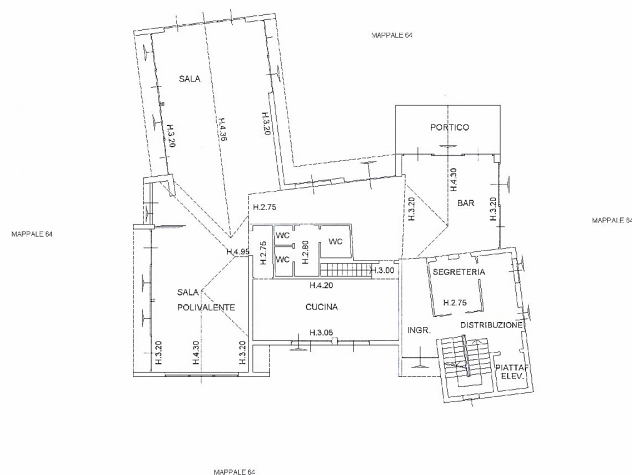 MAPPALE 64
SALA
H.4.35
H.3.20
H.3.20
PORTICO
H.4.30
H.3.20
BAR
H.3.20
H.2.75
MAPPALE 64
MAPPALE 64
WC
H.2.75
H.2.80
WC
WC
H.4.95
H.3.00
SEGRETERIA
H.4.20
SALA
POLIVALENTE
CUCINA
H.2.75
DISTRIBUZIONE
INGR.
H.3.05
H.3.20
H.4.30
H.3.20
PIATTAF.
ELEV.
MAPPALE 64